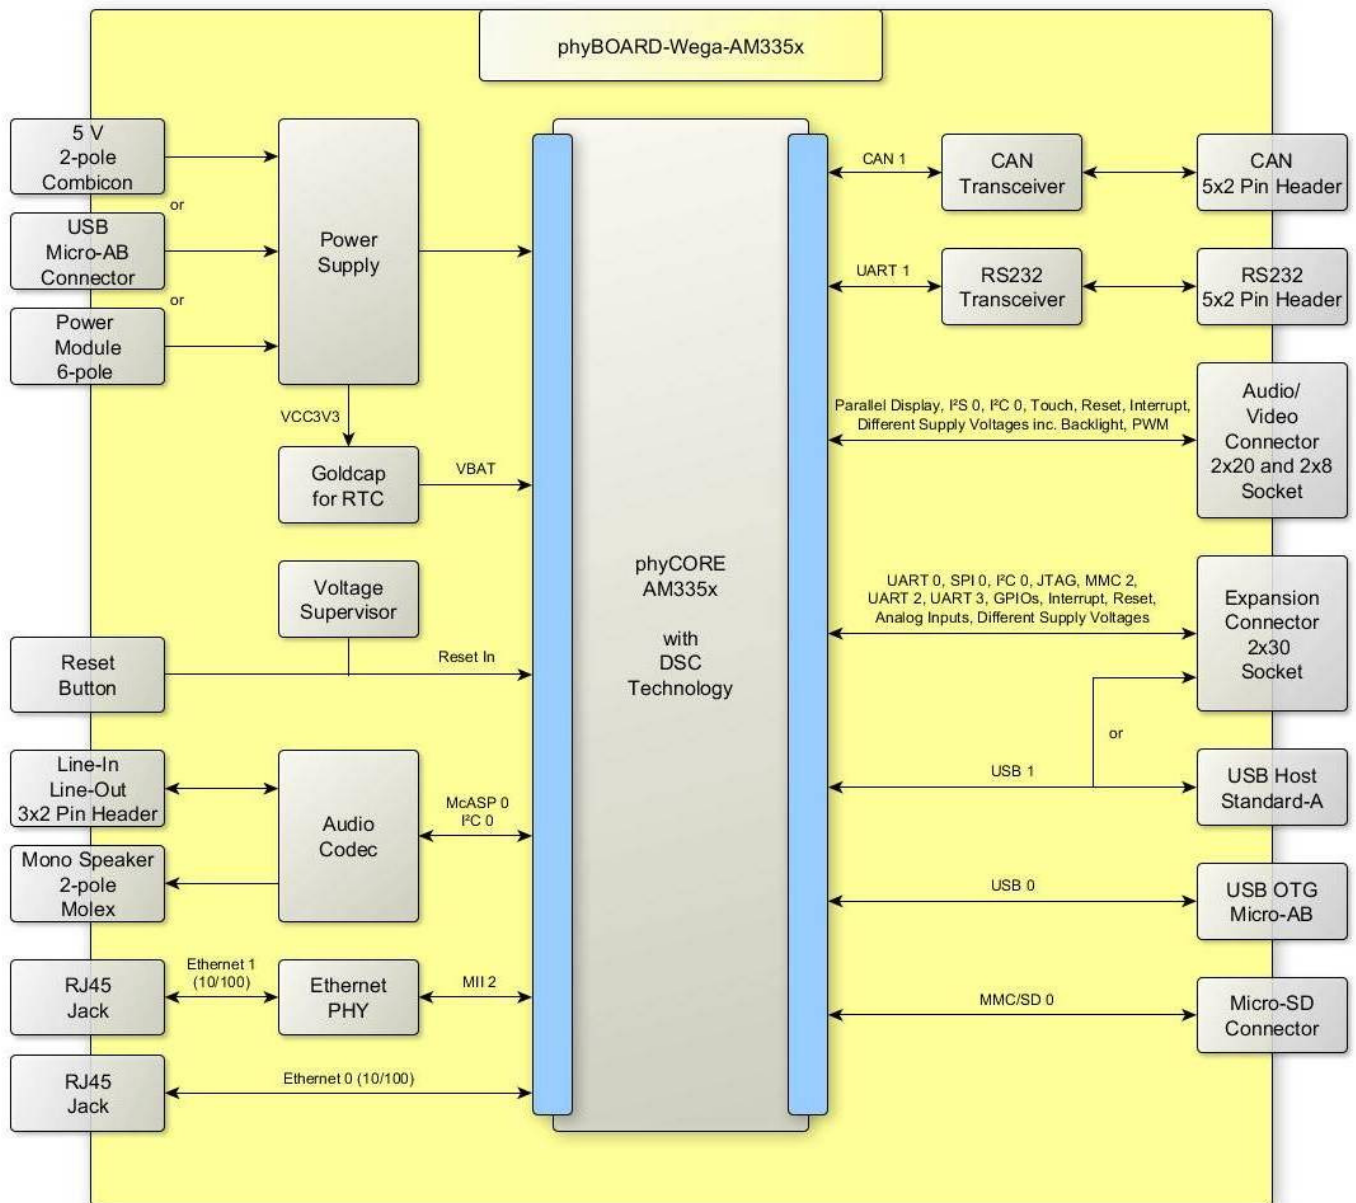 phyBOARD-Wega-AM335x
5 V
2-pole
Combicon
or
USB
Micro-AB
Connector
or
Power
Module
6-pole
Power
Supply
VCC3V3
Goldcap
for RTC
VBAT
Voltage
Supervisor
Reset
Button
Reset In
Line-In
Line-Out
3x2 Pin Header
Mono Speaker
2-pole
Molex
Audio
Codec
McASP 0
I²C 0
RJ45
Jack
Ethernet 1
(10/100)
Ethernet
PHY
MII 2
RJ45
Jack
Ethernet 0 (10/100)
phyCORE
AM335x
with
DSC
Technology
CAN 1
CAN
Transceiver
CAN
5x2 Pin Header
UART 1
RS232
Transceiver
RS232
5x2 Pin Header
Parallel Display, I²S 0, I²C 0, Touch, Reset, Interrupt,
Different Supply Voltages inc. Backlight, PWM
Audio/
Video
Connector
2x20 and 2x8
Socket
UART 0, SPI 0, I²C 0, JTAG, MMC 2,
UART 2, UART 3, GPIOs, Interrupt, Reset,
Analog Inputs, Different Supply Voltages
Expansion
Connector
2x30
Socket
or
USB 1
USB Host
Standard-A
USB 0
USB OTG
Micro-AB
MMC/SD 0
Micro-SD
Connector